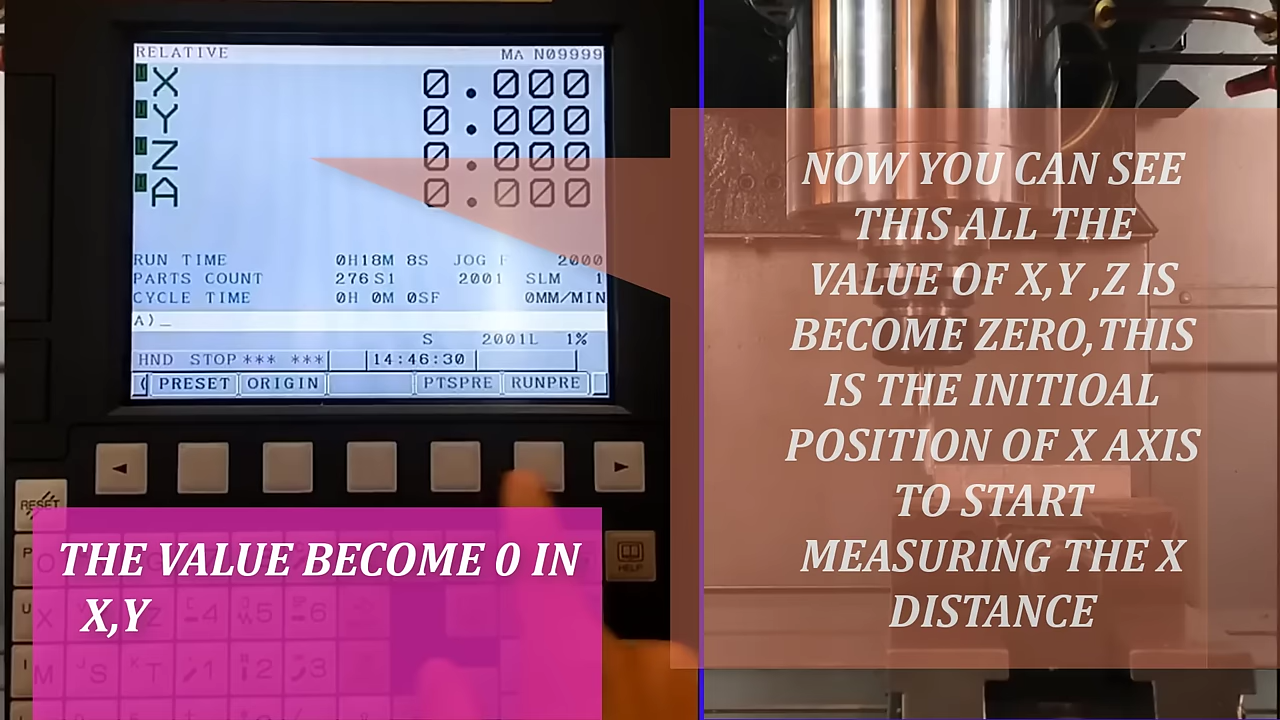 RELATIVE MA N09999
X 0.000
Y 0.000
Z 0.000
A 0.000
RUN TIME 0H18M 8S JOG F 2000
PARTS COUNT 276 S1 2001 SLM 1
CYCLE TIME 0H 0M 0SF 0MM/MIN
A)_
S 2001L 1%
HND STOP *** *** 14:46:30
( PRESET ORIGIN PTSPRE RUNPRE
RESET
HELP
THE VALUE BECOME 0 IN
X,Y
NOW YOU CAN SEE
THIS ALL THE
VALUE OF X,Y ,Z IS
BECOME ZERO,THIS
IS THE INITIOAL
POSITION OF X AXIS
TO START
MEASURING THE X
DISTANCE